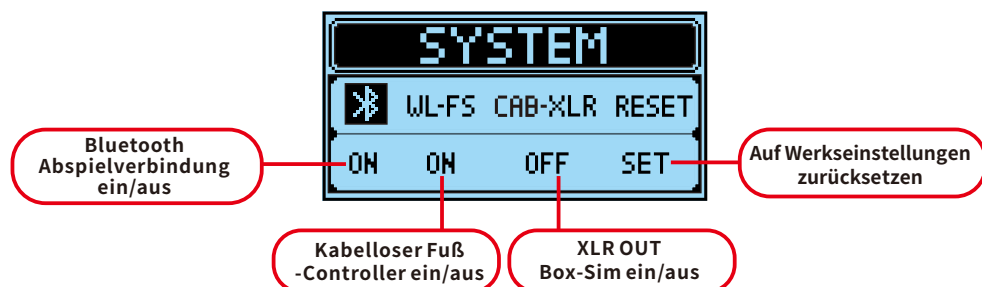 SYSTEM
WL-FS CAB-XLR RESET
ON ON OFF SET
Bluetooth
Abspielverbindung
ein/aus
Auf Werkseinstellungen
zurücksetzen
Kabelloser Fuß
-Controller ein/aus
XLR OUT
Box-Sim ein/aus